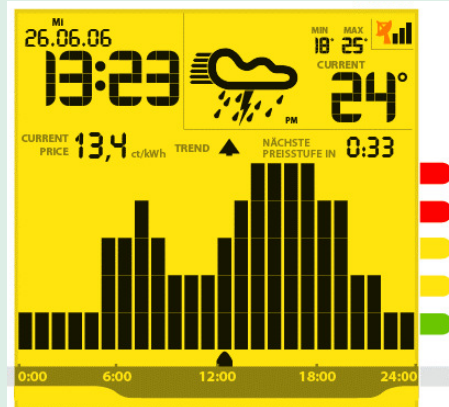 Mi
26.06.06
13:23
MIN MAX
18° 25°
CURRENT
24°
PM
CURRENT PRICE 13,4 ct/kWh
TREND
NÄCHSTE PREISSTUFE IN 0:33
0:00 6:00 12:00 18:00 24:00